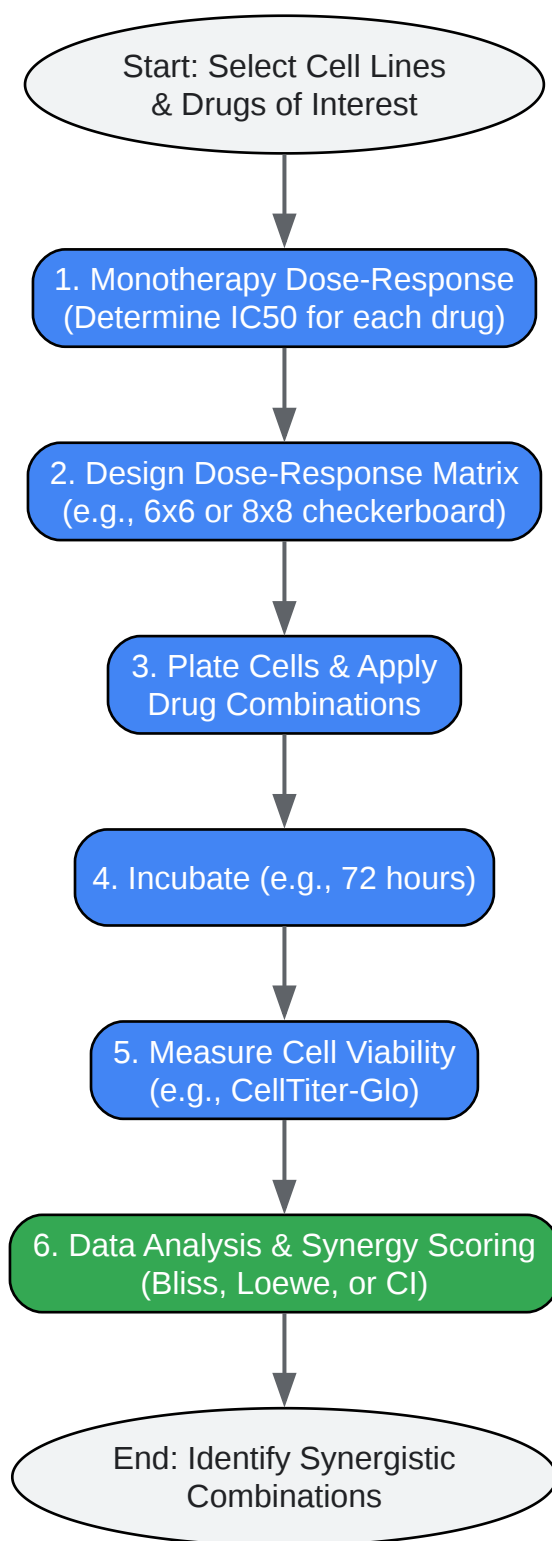 Start: Select Cell Lines
& Drugs of Interest
1. Monotherapy Dose-Response
(Determine IC50 for each drug)
2. Design Dose-Response Matrix
(e.g., 6x6 or 8x8 checkerboard)
3. Plate Cells & Apply
Drug Combinations
4. Incubate (e.g., 72 hours)
5. Measure Cell Viability
(e.g., CellTiter-Glo)
6. Data Analysis & Synergy Scoring
(Bliss, Loewe, or CI)
End: Identify Synergistic
Combinations